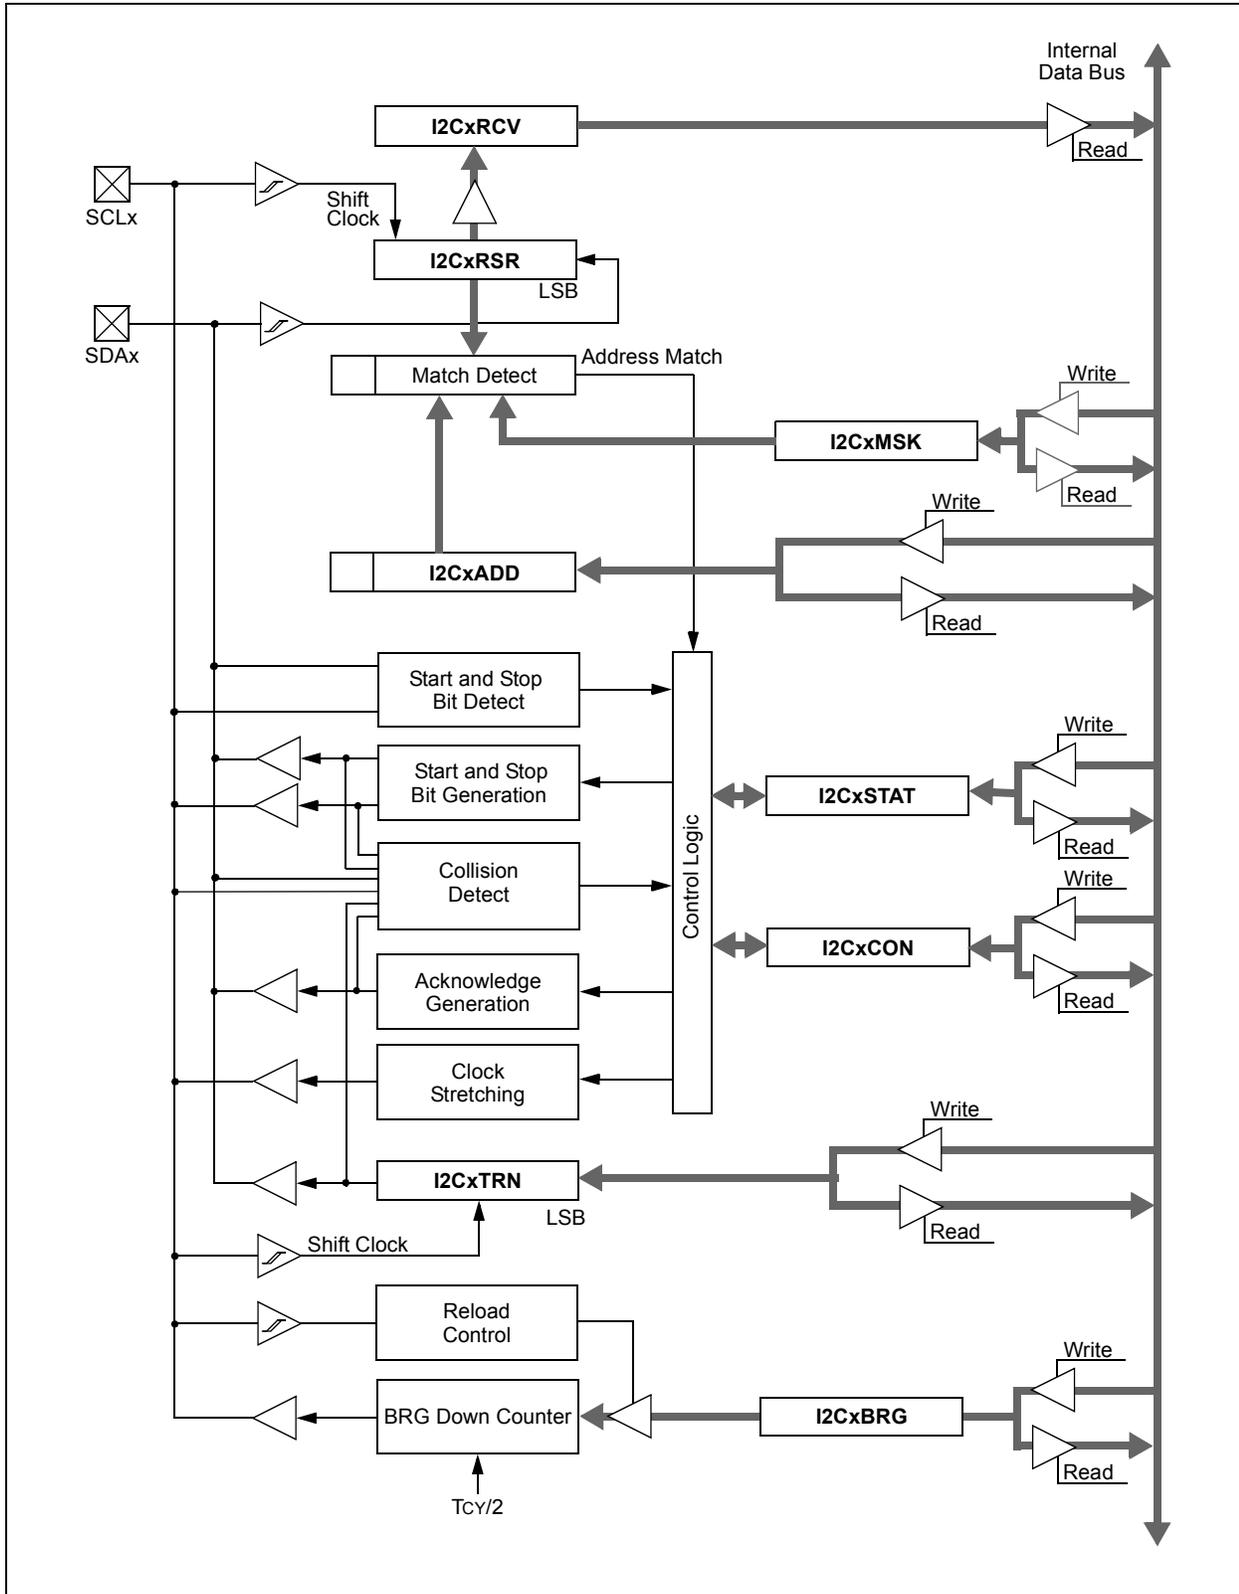 Internal
Data Bus
I2CxRCV
Read
SCLx
Shift
Clock
I2CxRSR
LSB
SDAx
Address Match
Match Detect
Write
I2CxMSK
Read
Write
I2CxADD
Read
Start and Stop
Bit Detect
Write
Start and Stop
Bit Generation
I2CxSTAT
Read
Control Logic
Collision
Detect
Write
I2CxCON
Read
Acknowledge
Generation
Clock
Stretching
Write
I2CxTRN
LSB
Read
Shift Clock
Reload
Control
Write
BRG Down Counter
I2CxBRG
Read
TCY/2